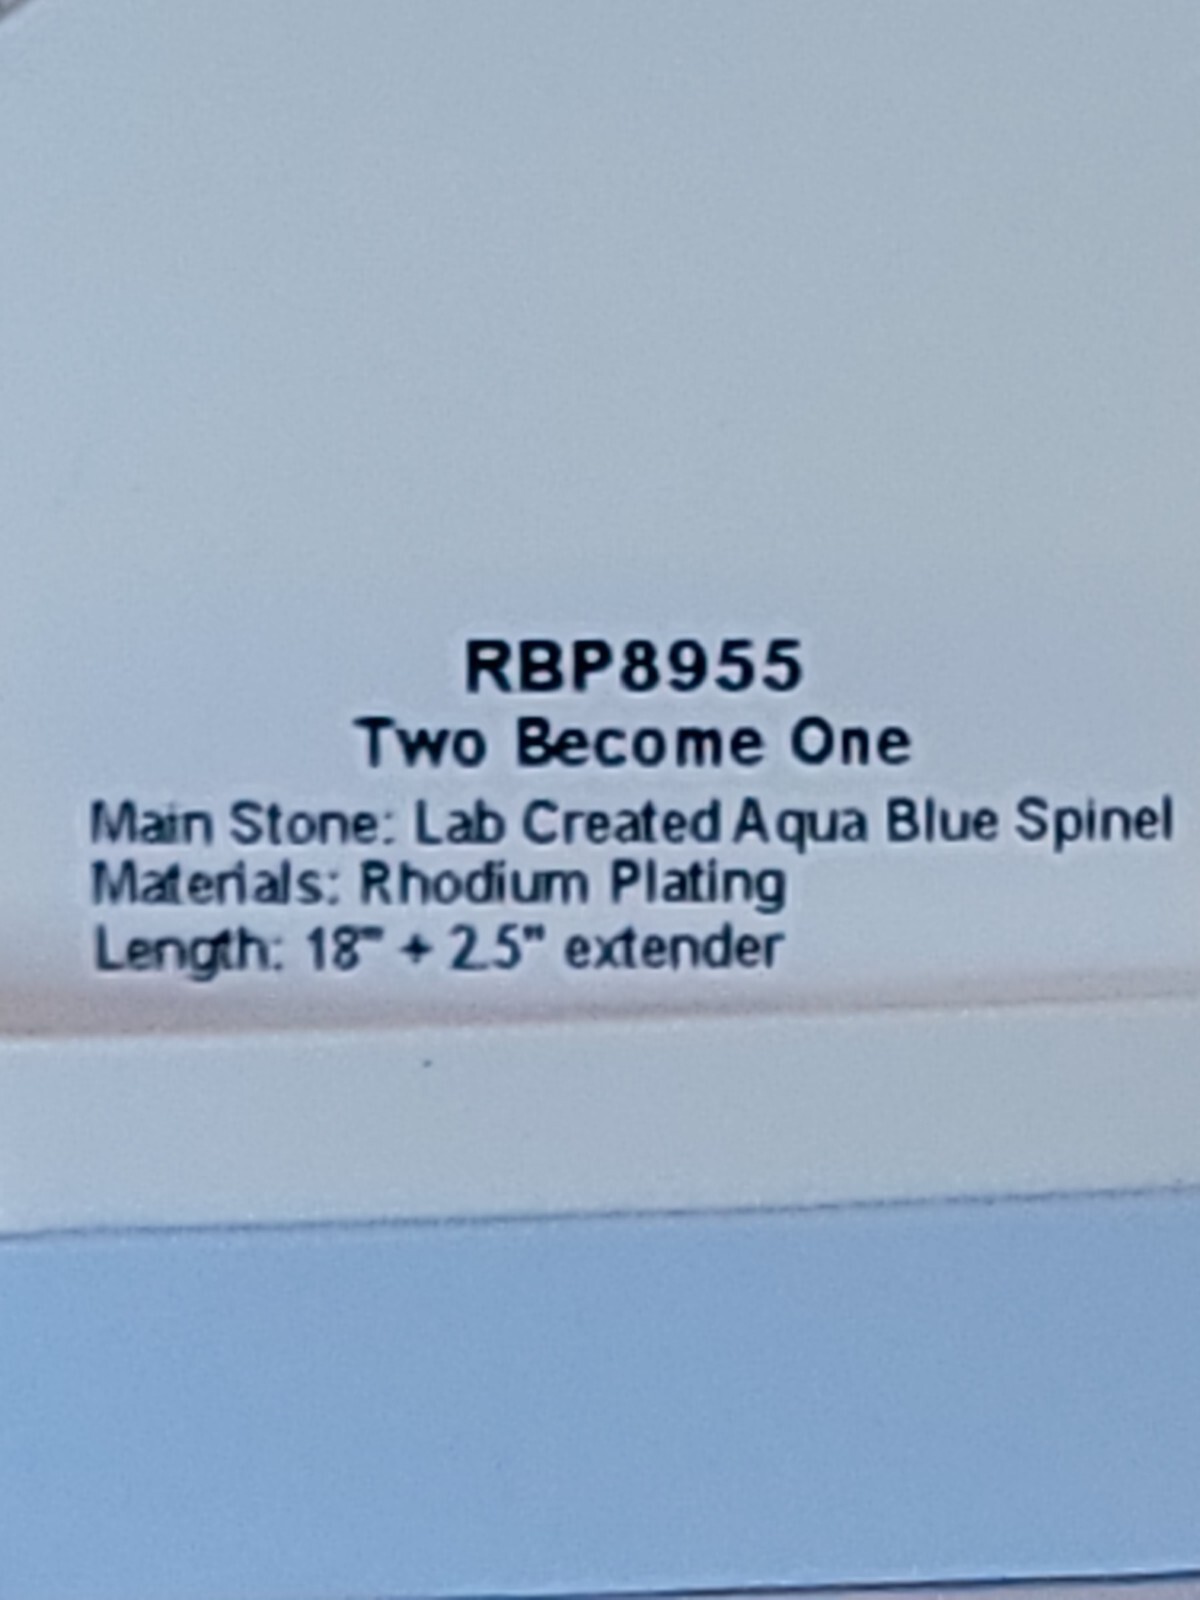 RBP8955
Two Become One
Main Stone: Lab Created Aqua Blue Spinel
Materials: Rhodium Plating
Length: 18"" + 2.5" extender